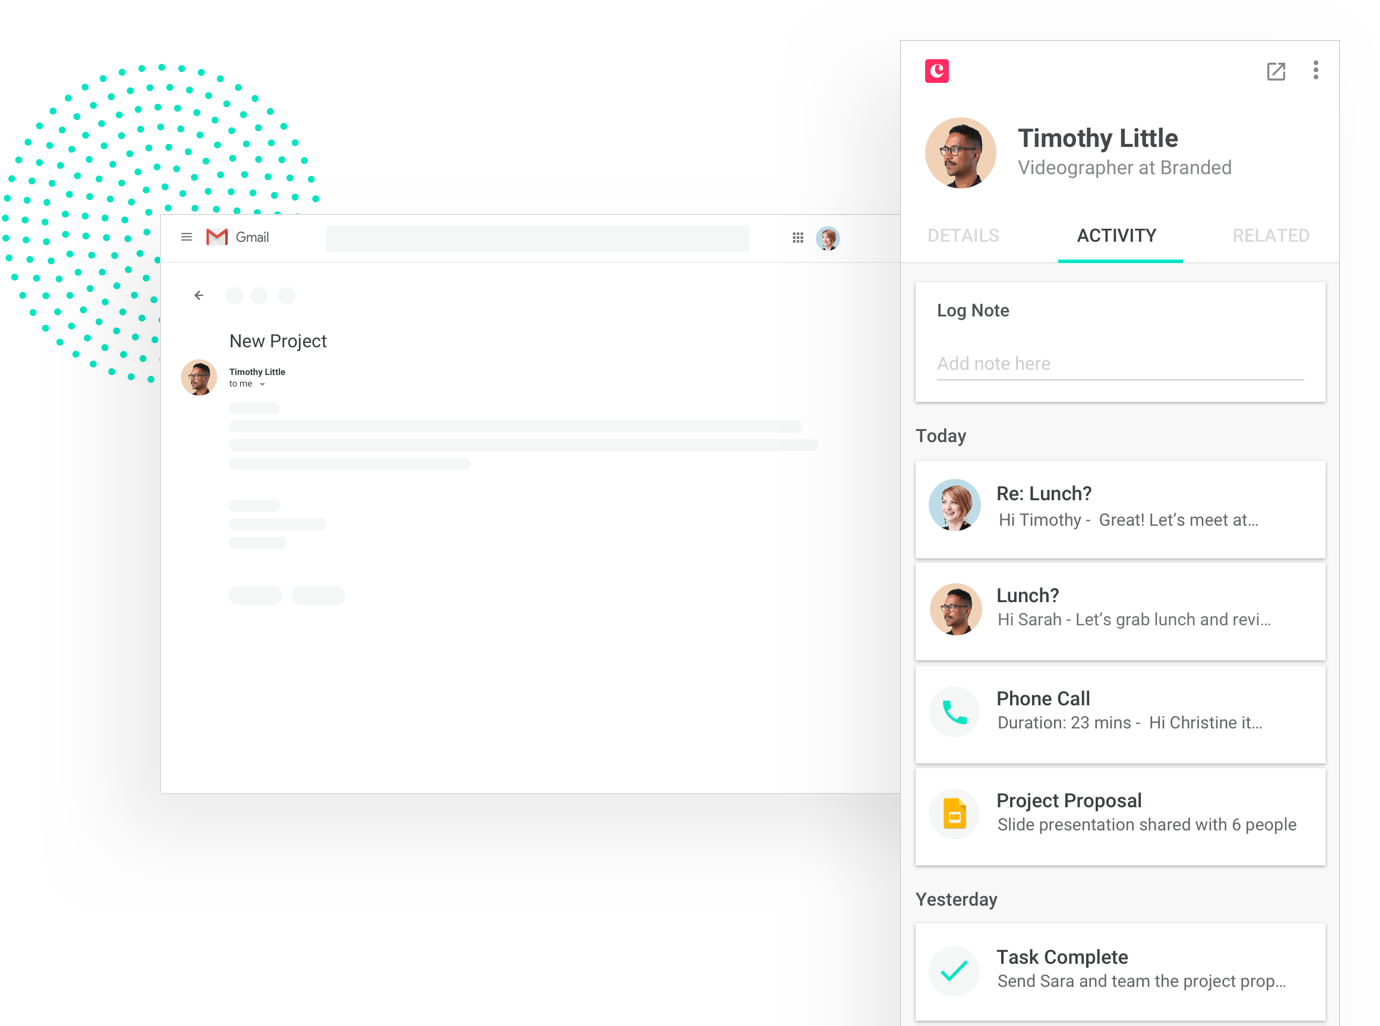 Gmail
New Project
Timothy Little
to me
Timothy Little
Videographer at Branded
DETAILS
ACTIVITY
RELATED
Log Note
Add note here
Today
Re: Lunch?
Hi Timothy - Great! Let’s meet at...
Lunch?
Hi Sarah - Let’s grab lunch and revi...
Phone Call
Duration: 23 mins - Hi Christine it...
Project Proposal
Slide presentation shared with 6 people
Yesterday
Task Complete
Send Sara and team the project prop...